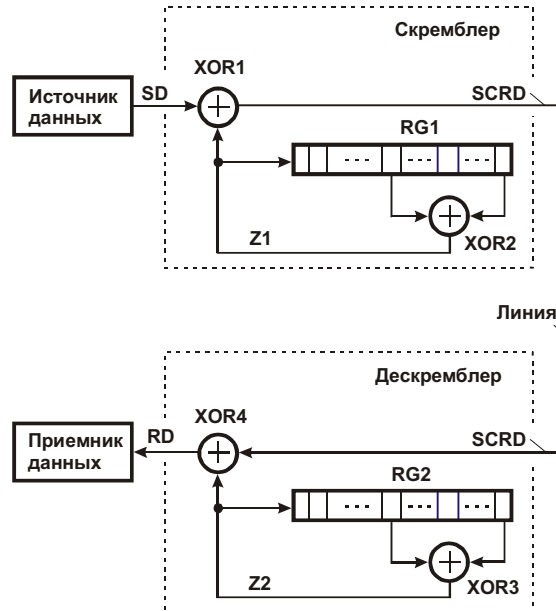 Скремблер
XOR1
Источник
данных
SD
SCRD
RG1
Z1
XOR2
Линия
Дескремблер
XOR4
Приемник
данных
RD
SCRD
RG2
Z2
XOR3